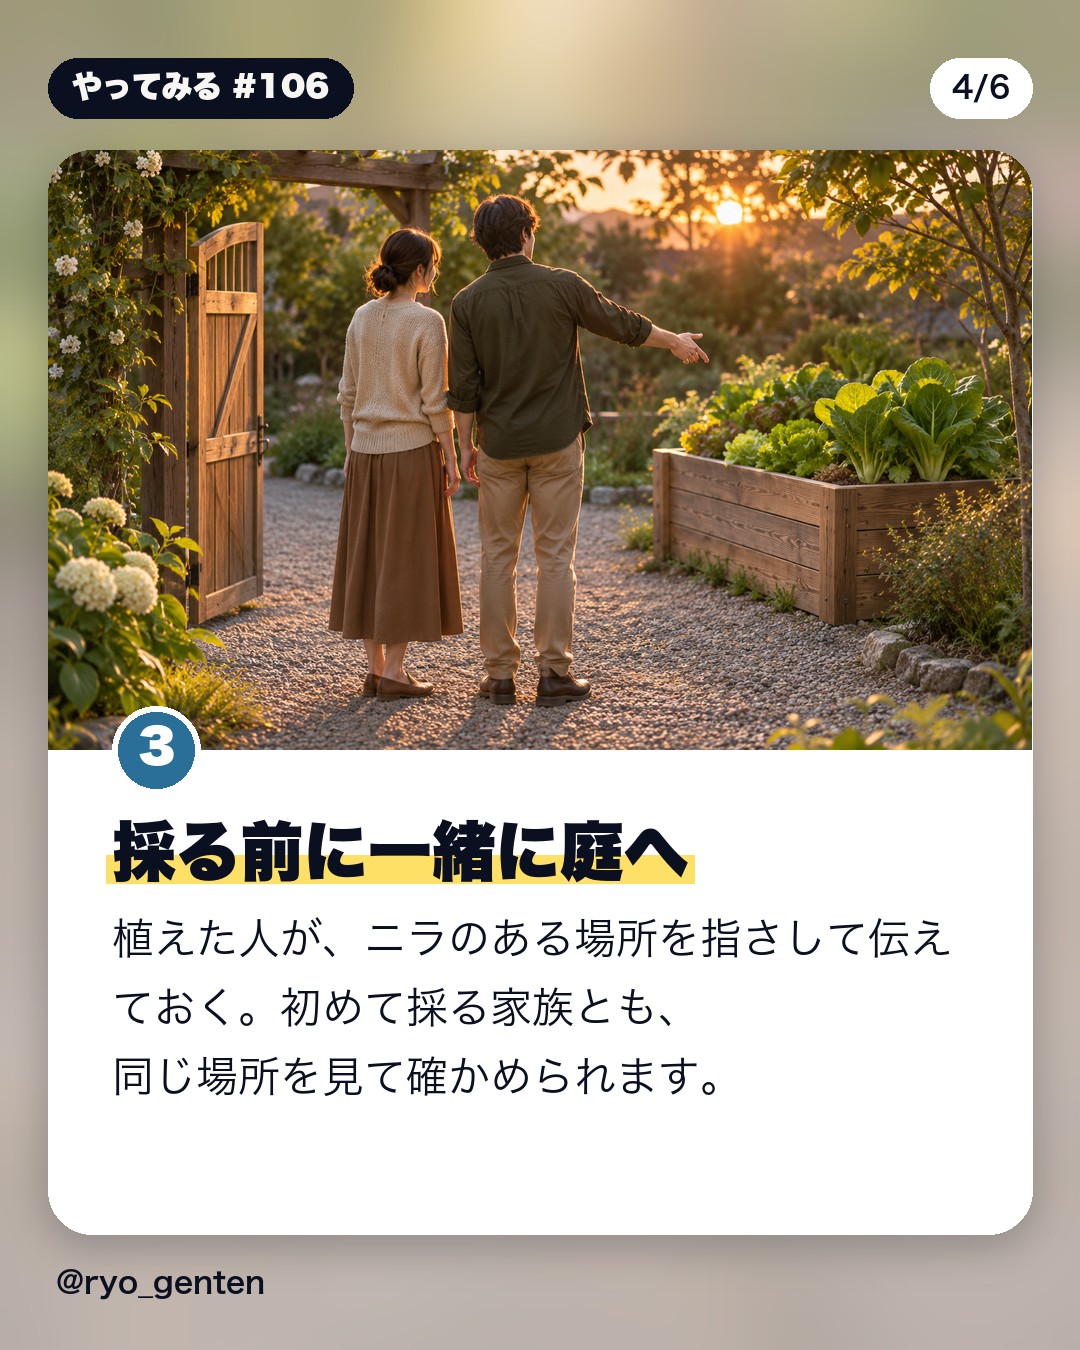 やってみる #106
4/6
3
採る前に一緒に庭へ
植えた人が、ニラのある場所を指さして伝え
ておく。初めて採る家族とも、
同じ場所を見て確かめられます。
@ryo_genten